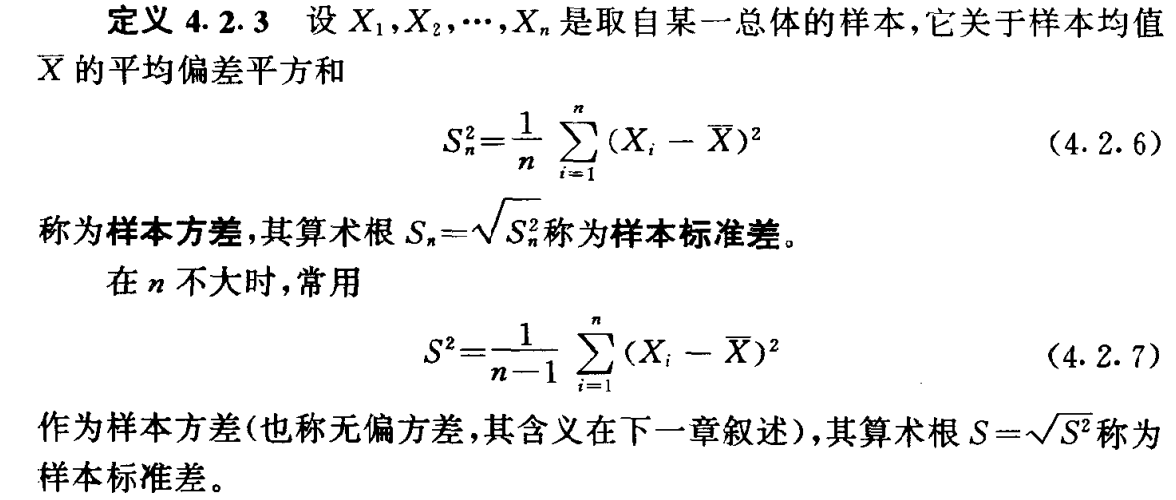 定义 4.2.3 设 X₁,X₂,⋯,Xₙ 是取自某一总体的样本,它关于样本均值
X̅ 的平均偏差平方和
Sₙ²=1/n ∑ᵢ₌₁ⁿ(Xᵢ − X̅)² (4.2.6)
称为样本方差,其算术根 Sₙ=√Sₙ²称为样本标准差。
在 n 不大时,常用
S²=1/(n−1) ∑ᵢ₌₁ⁿ(Xᵢ − X̅)² (4.2.7)
作为样本方差(也称无偏方差,其含义在下一章叙述),其算术根 S=√S²称为
样本标准差。